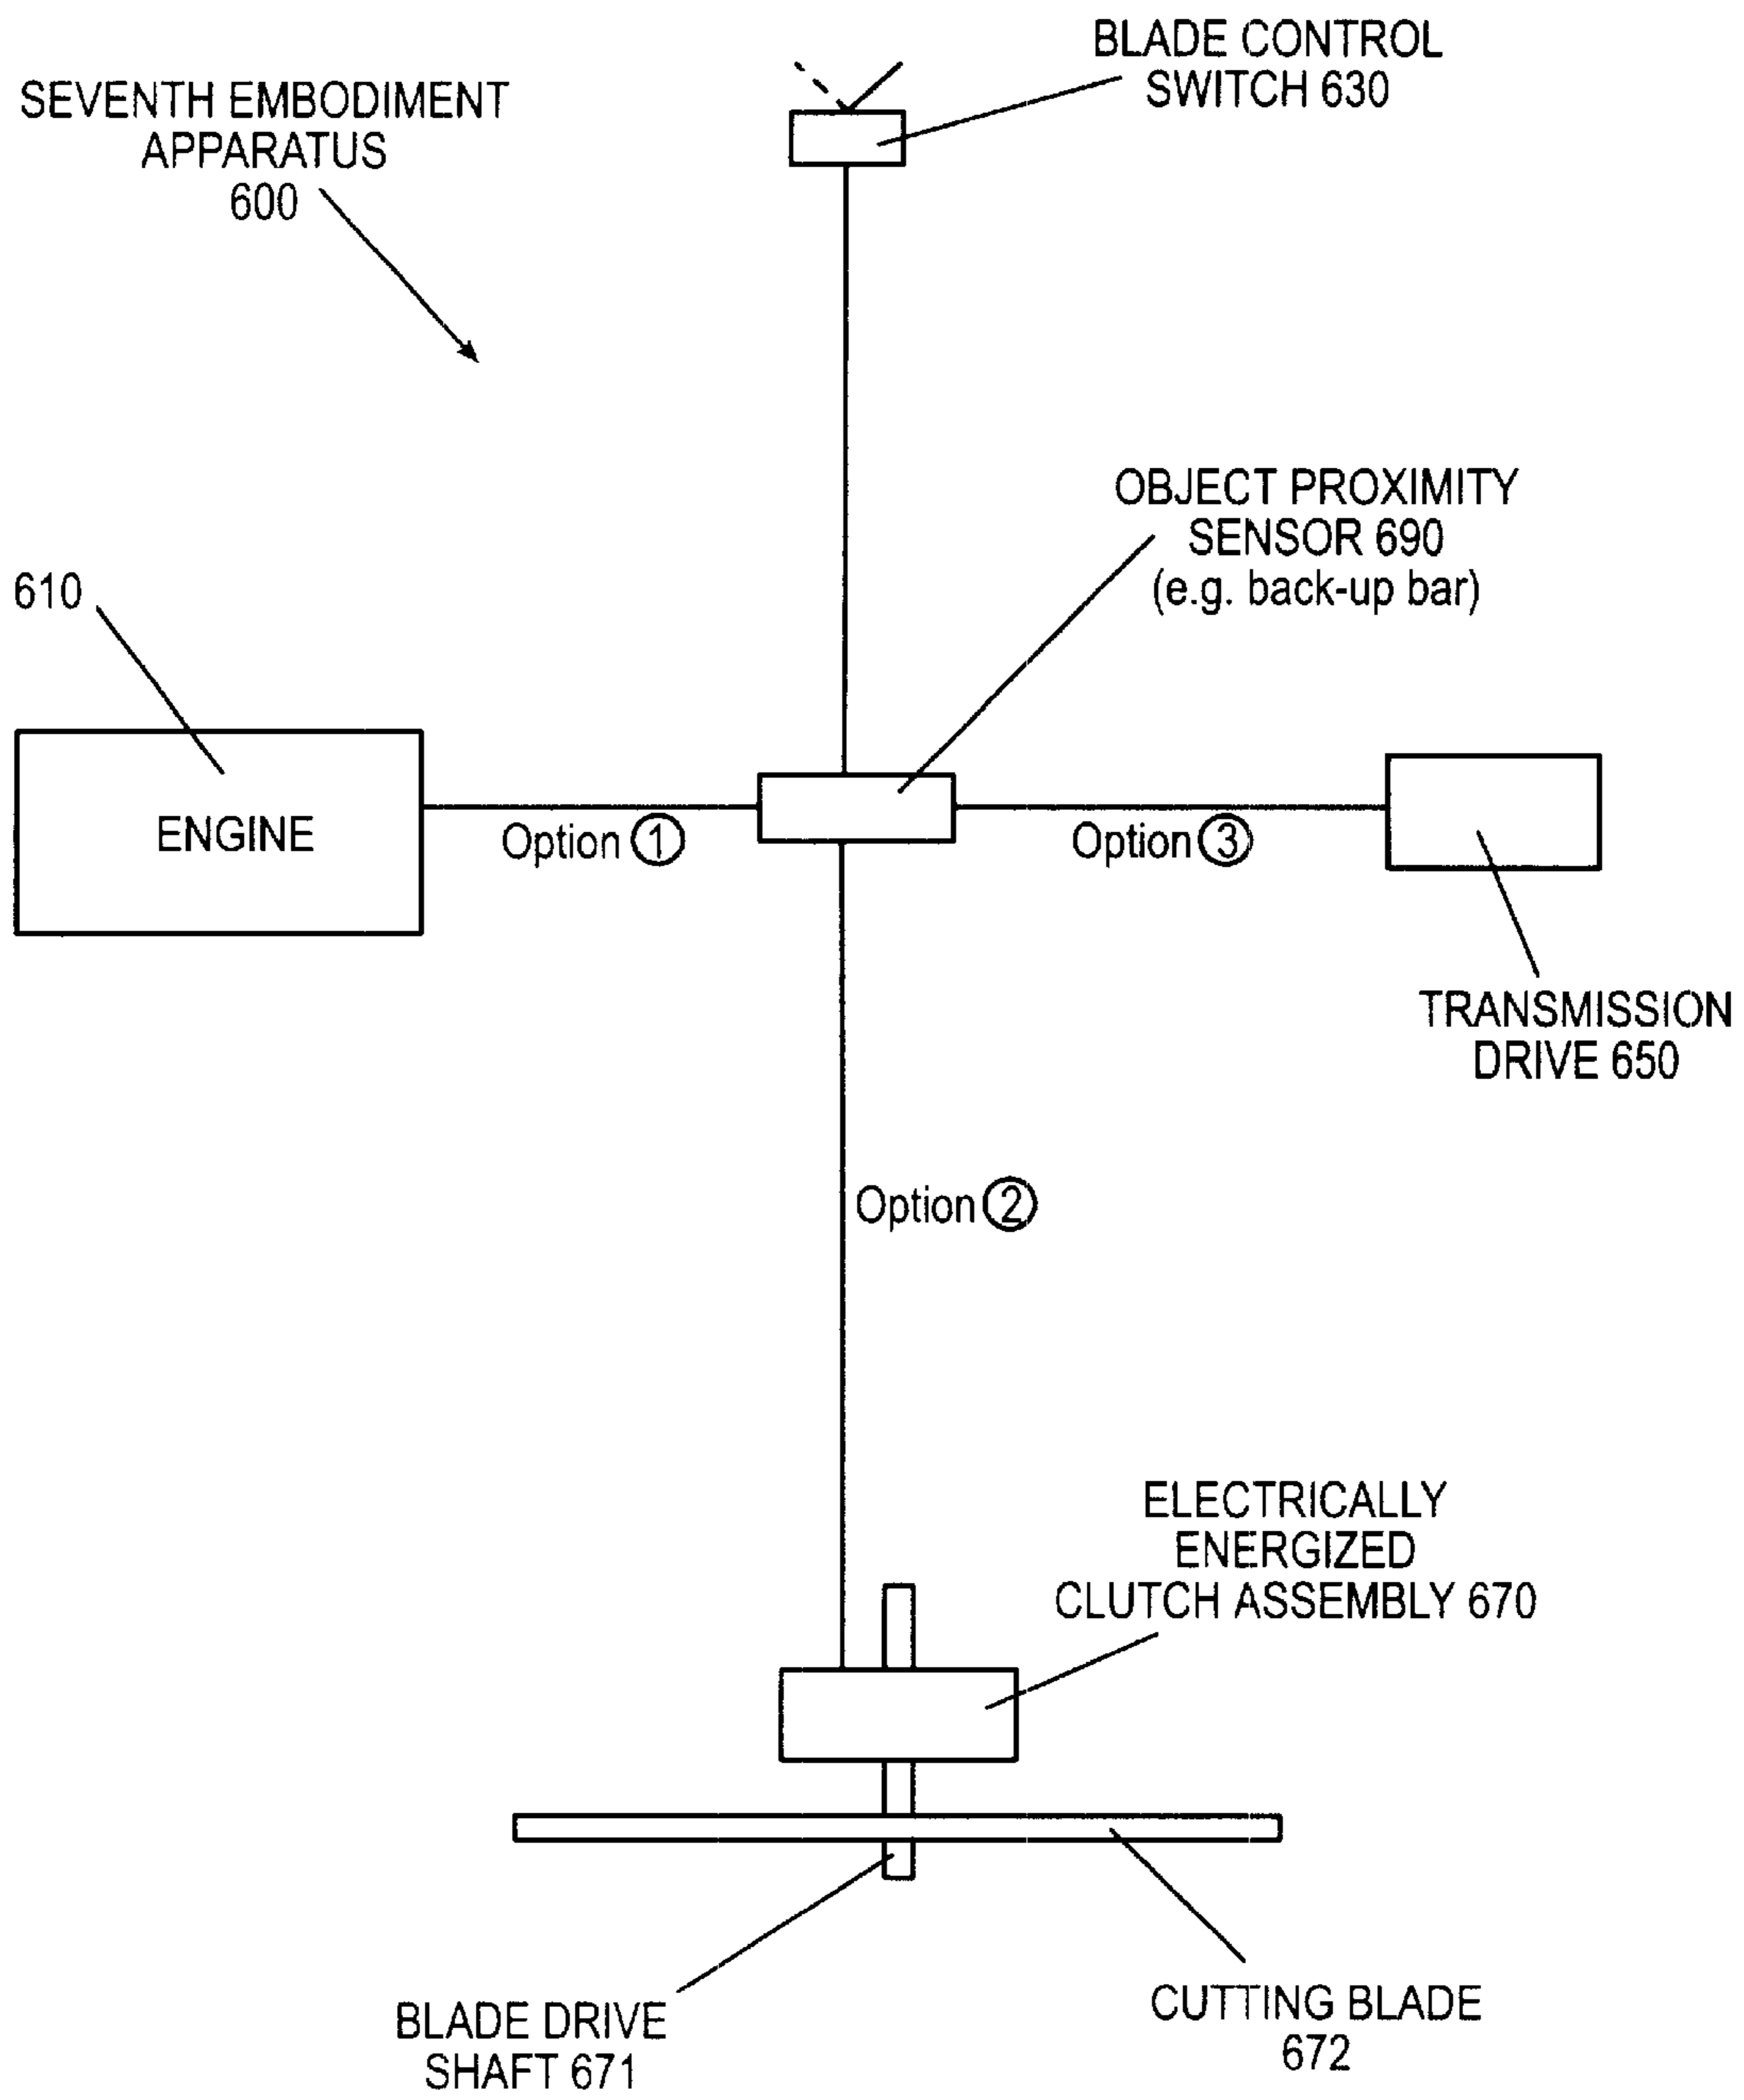 BLADE CONTROL
SWITCH 630
SEVENTH EMBODIMENT
APPARATUS
600
OBJECT PROXIMITY
SENSOR 690
(e.g. back-up bar)
610
ENGINE
Option 1
Option 3
TRANSMISSION
DRIVE 650
Option 2
ELECTRICALLY
ENERGIZED
CLUTCH ASSEMBLY 670
BLADE DRIVE
SHAFT 671
CUTTING BLADE
672